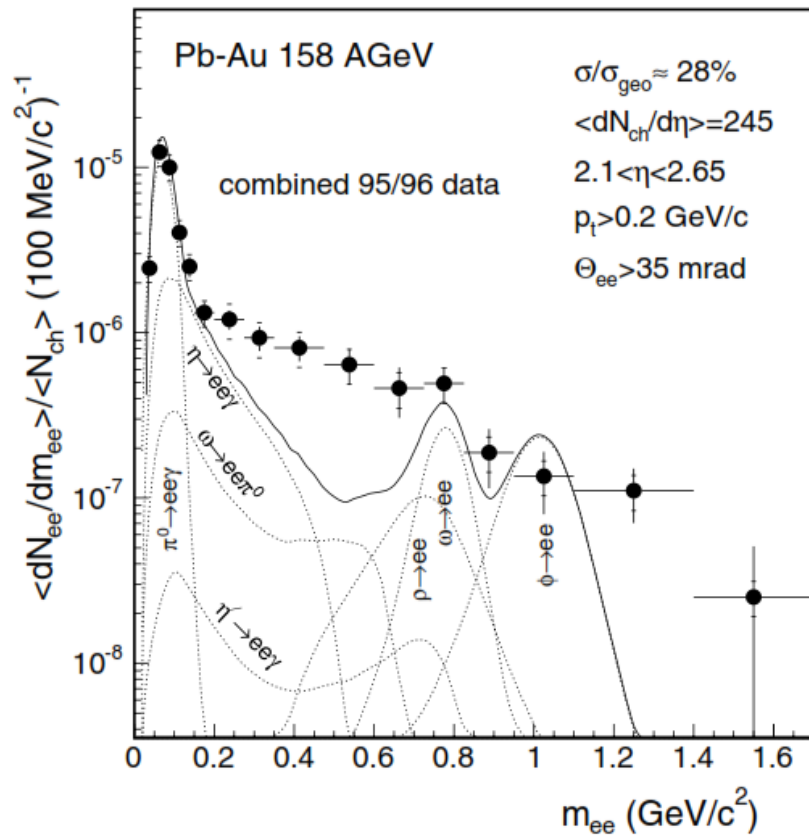 Pb-Au 158 AGeV
combined 95/96 data
σ/σgeo≈ 28%
<dNch/dη>=245
2.1<η<2.65
pt>0.2 GeV/c
Θee>35 mrad
<dNee/dmee>/<Nch> (100 MeV/c²)⁻¹
10⁻⁵
10⁻⁶
10⁻⁷
10⁻⁸
η→eeγ
ω→eeπ⁰
π⁰→eeγ
η′→eeγ
ρ→ee
ω→ee
ϕ→ee
0 0.2 0.4 0.6 0.8 1 1.2 1.4 1.6
mee (GeV/c²)